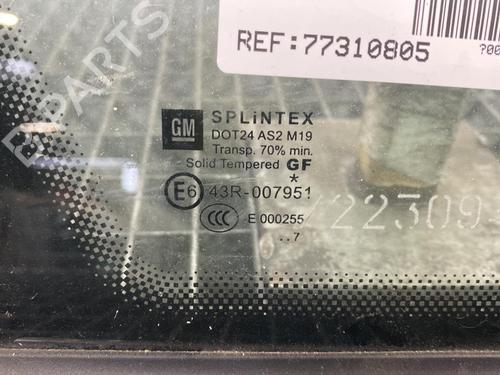 REF:77310805
GM
SPLiNTEX
DOT24 AS2 M19
Transp. 70% min.
Solid Tempered GF
*
E6 43R-007951
CCC E 000255
..7
B-PARTS